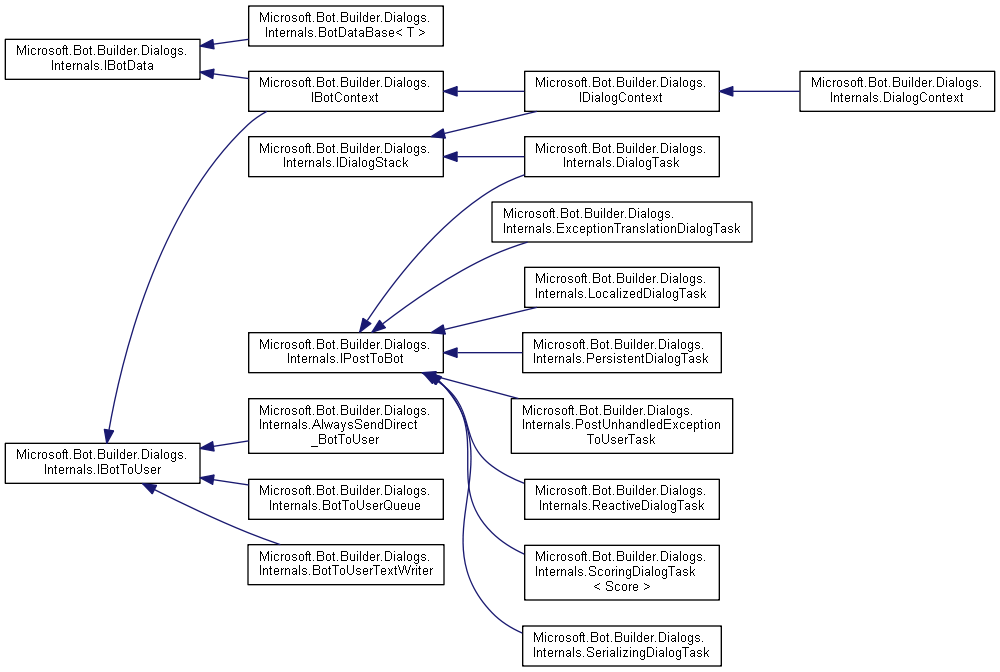 Microsoft.Bot.Builder.Dialogs.
Internals.BotDataBase< T >
Microsoft.Bot.Builder.Dialogs.
Internals.IBotData
Microsoft.Bot.Builder.Dialogs.
IBotContext
Microsoft.Bot.Builder.Dialogs.
IDialogContext
Microsoft.Bot.Builder.Dialogs.
Internals.DialogContext
Microsoft.Bot.Builder.Dialogs.
Internals.IDialogStack
Microsoft.Bot.Builder.Dialogs.
Internals.DialogTask
Microsoft.Bot.Builder.Dialogs.
Internals.ExceptionTranslationDialogTask
Microsoft.Bot.Builder.Dialogs.
Internals.LocalizedDialogTask
Microsoft.Bot.Builder.Dialogs.
Internals.IPostToBot
Microsoft.Bot.Builder.Dialogs.
Internals.PersistentDialogTask
Microsoft.Bot.Builder.Dialogs.
Internals.AlwaysSendDirect
_BotToUser
Microsoft.Bot.Builder.Dialogs.
Internals.PostUnhandledException
ToUserTask
Microsoft.Bot.Builder.Dialogs.
Internals.IBotToUser
Microsoft.Bot.Builder.Dialogs.
Internals.BotToUserQueue
Microsoft.Bot.Builder.Dialogs.
Internals.ReactiveDialogTask
Microsoft.Bot.Builder.Dialogs.
Internals.BotToUserTextWriter
Microsoft.Bot.Builder.Dialogs.
Internals.ScoringDialogTask
< Score >
Microsoft.Bot.Builder.Dialogs.
Internals.SerializingDialogTask